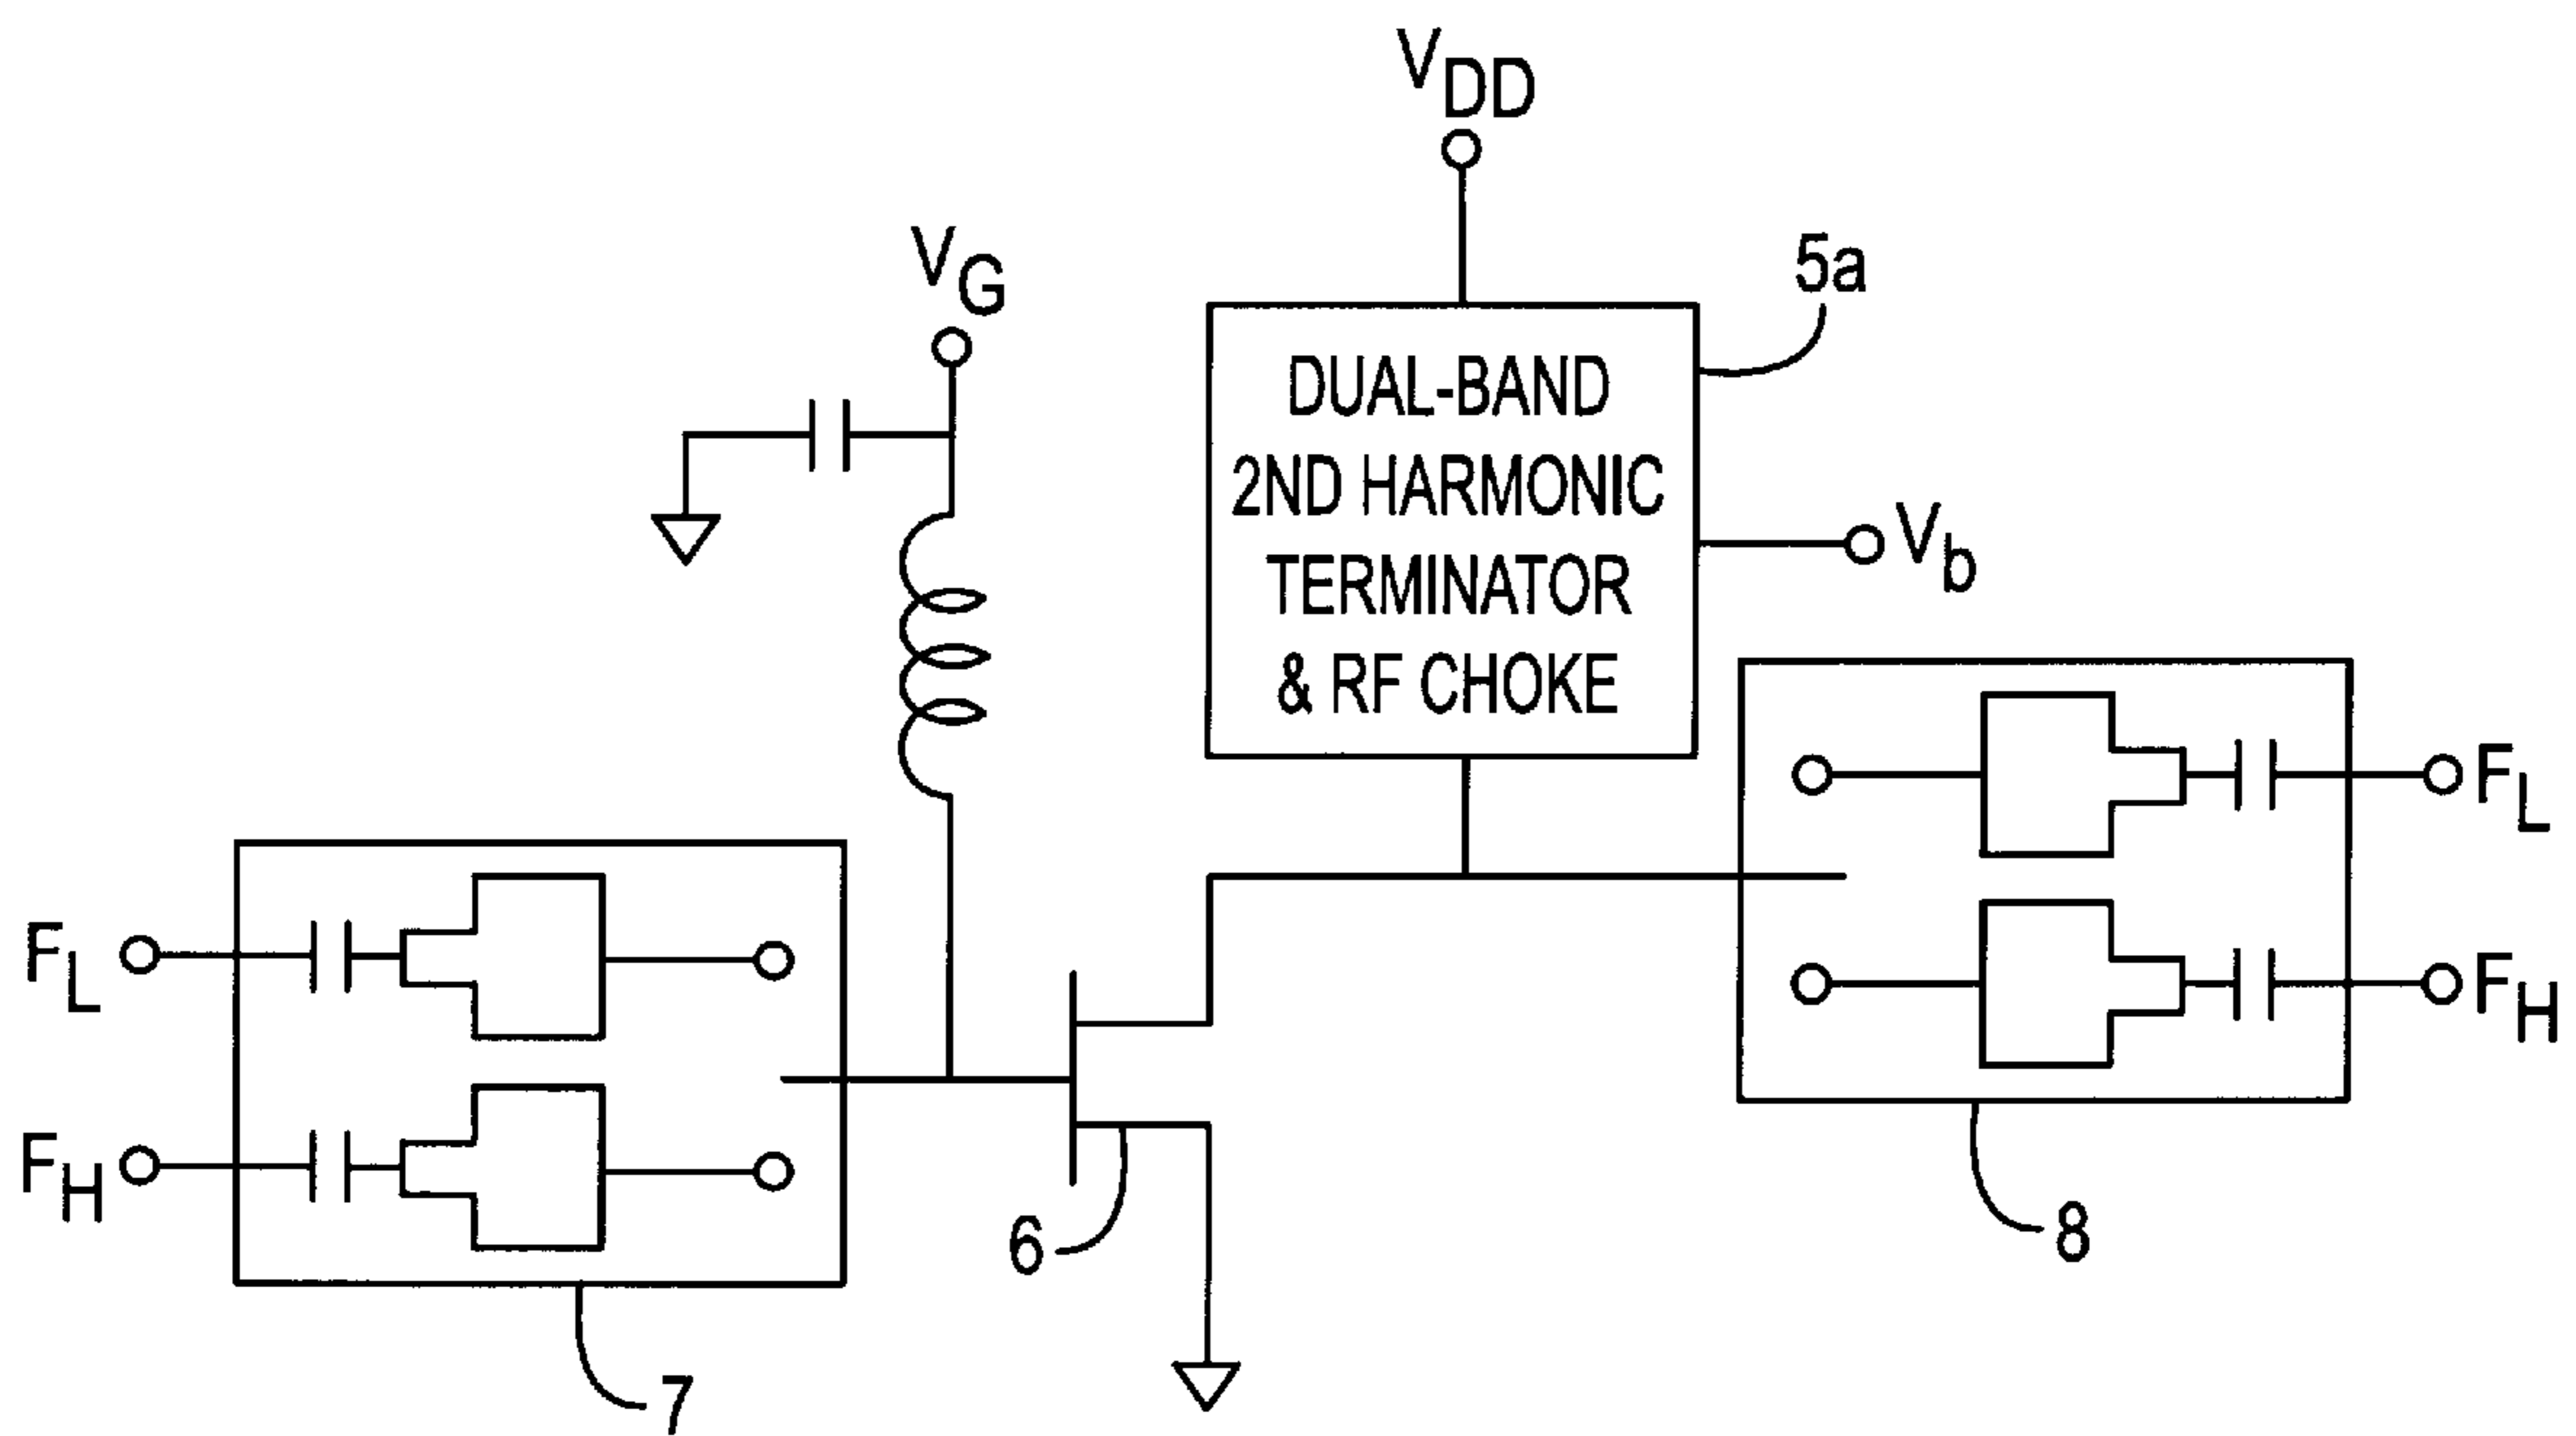 VDD
VG
5a
DUAL-BAND
2ND HARMONIC
TERMINATOR
& RF CHOKE
Vb
FL
FH
FL
FH
6
7
8